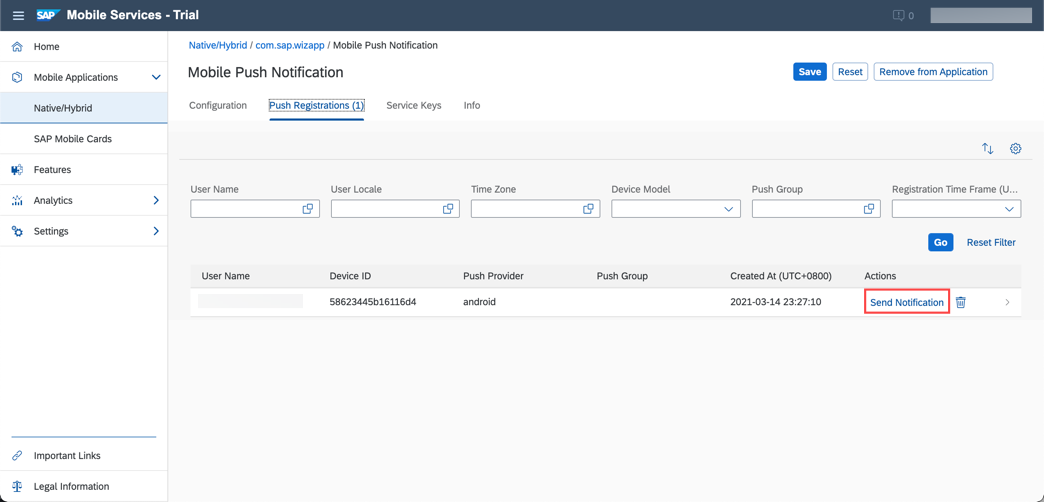 SAP Mobile Services - Trial
0
Home
Mobile Applications
Native/Hybrid
SAP Mobile Cards
Features
Analytics
Settings
Important Links
Legal Information
Native/Hybrid / com.sap.wizapp / Mobile Push Notification
Mobile Push Notification
Save Reset Remove from Application
Configuration Push Registrations (1) Service Keys Info
User Name User Locale Time Zone Device Model Push Group Registration Time Frame (U...
Go Reset Filter
User Name Device ID Push Provider Push Group Created At (UTC+0800) Actions
58623445b16116d4 android 2021-03-14 23:27:10 Send Notification